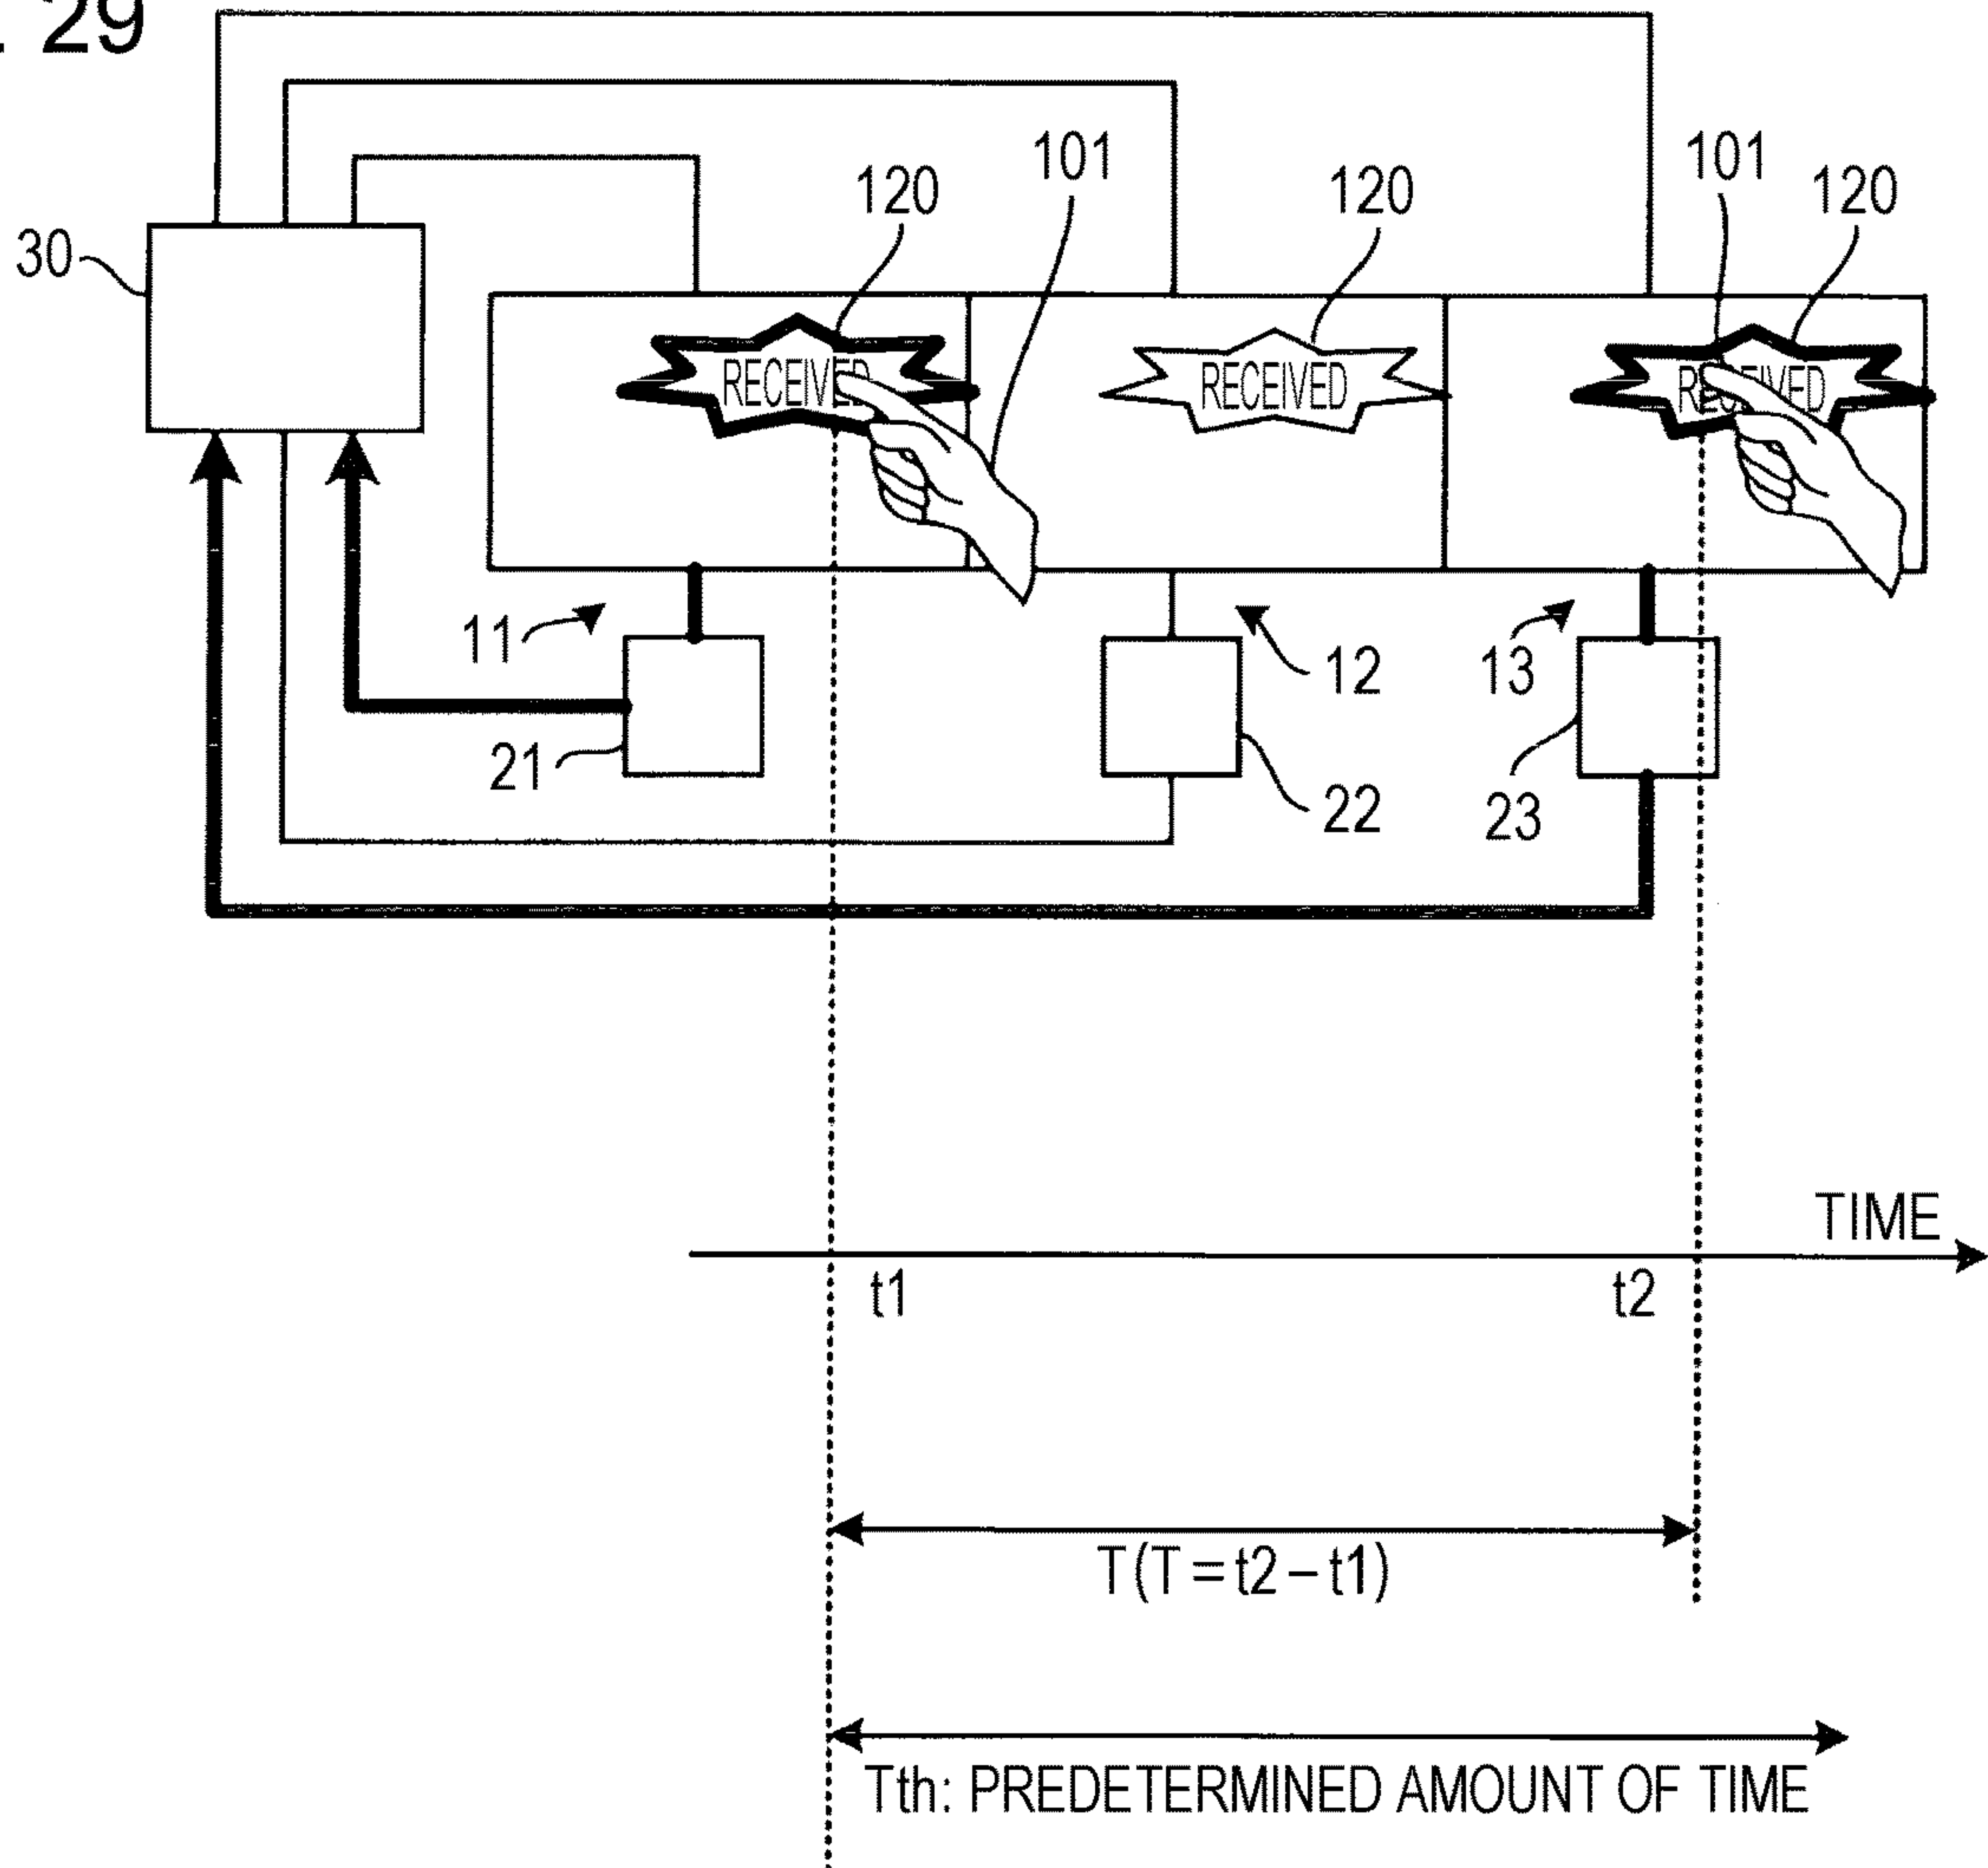 . 29
120
101
120
101
120
30
RECEIVED
RECEIVED
RECEIVED
11
12
13
21
22
23
TIME
t1
t2
T(T = t2 – t1)
Tth: PREDETERMINED AMOUNT OF TIME